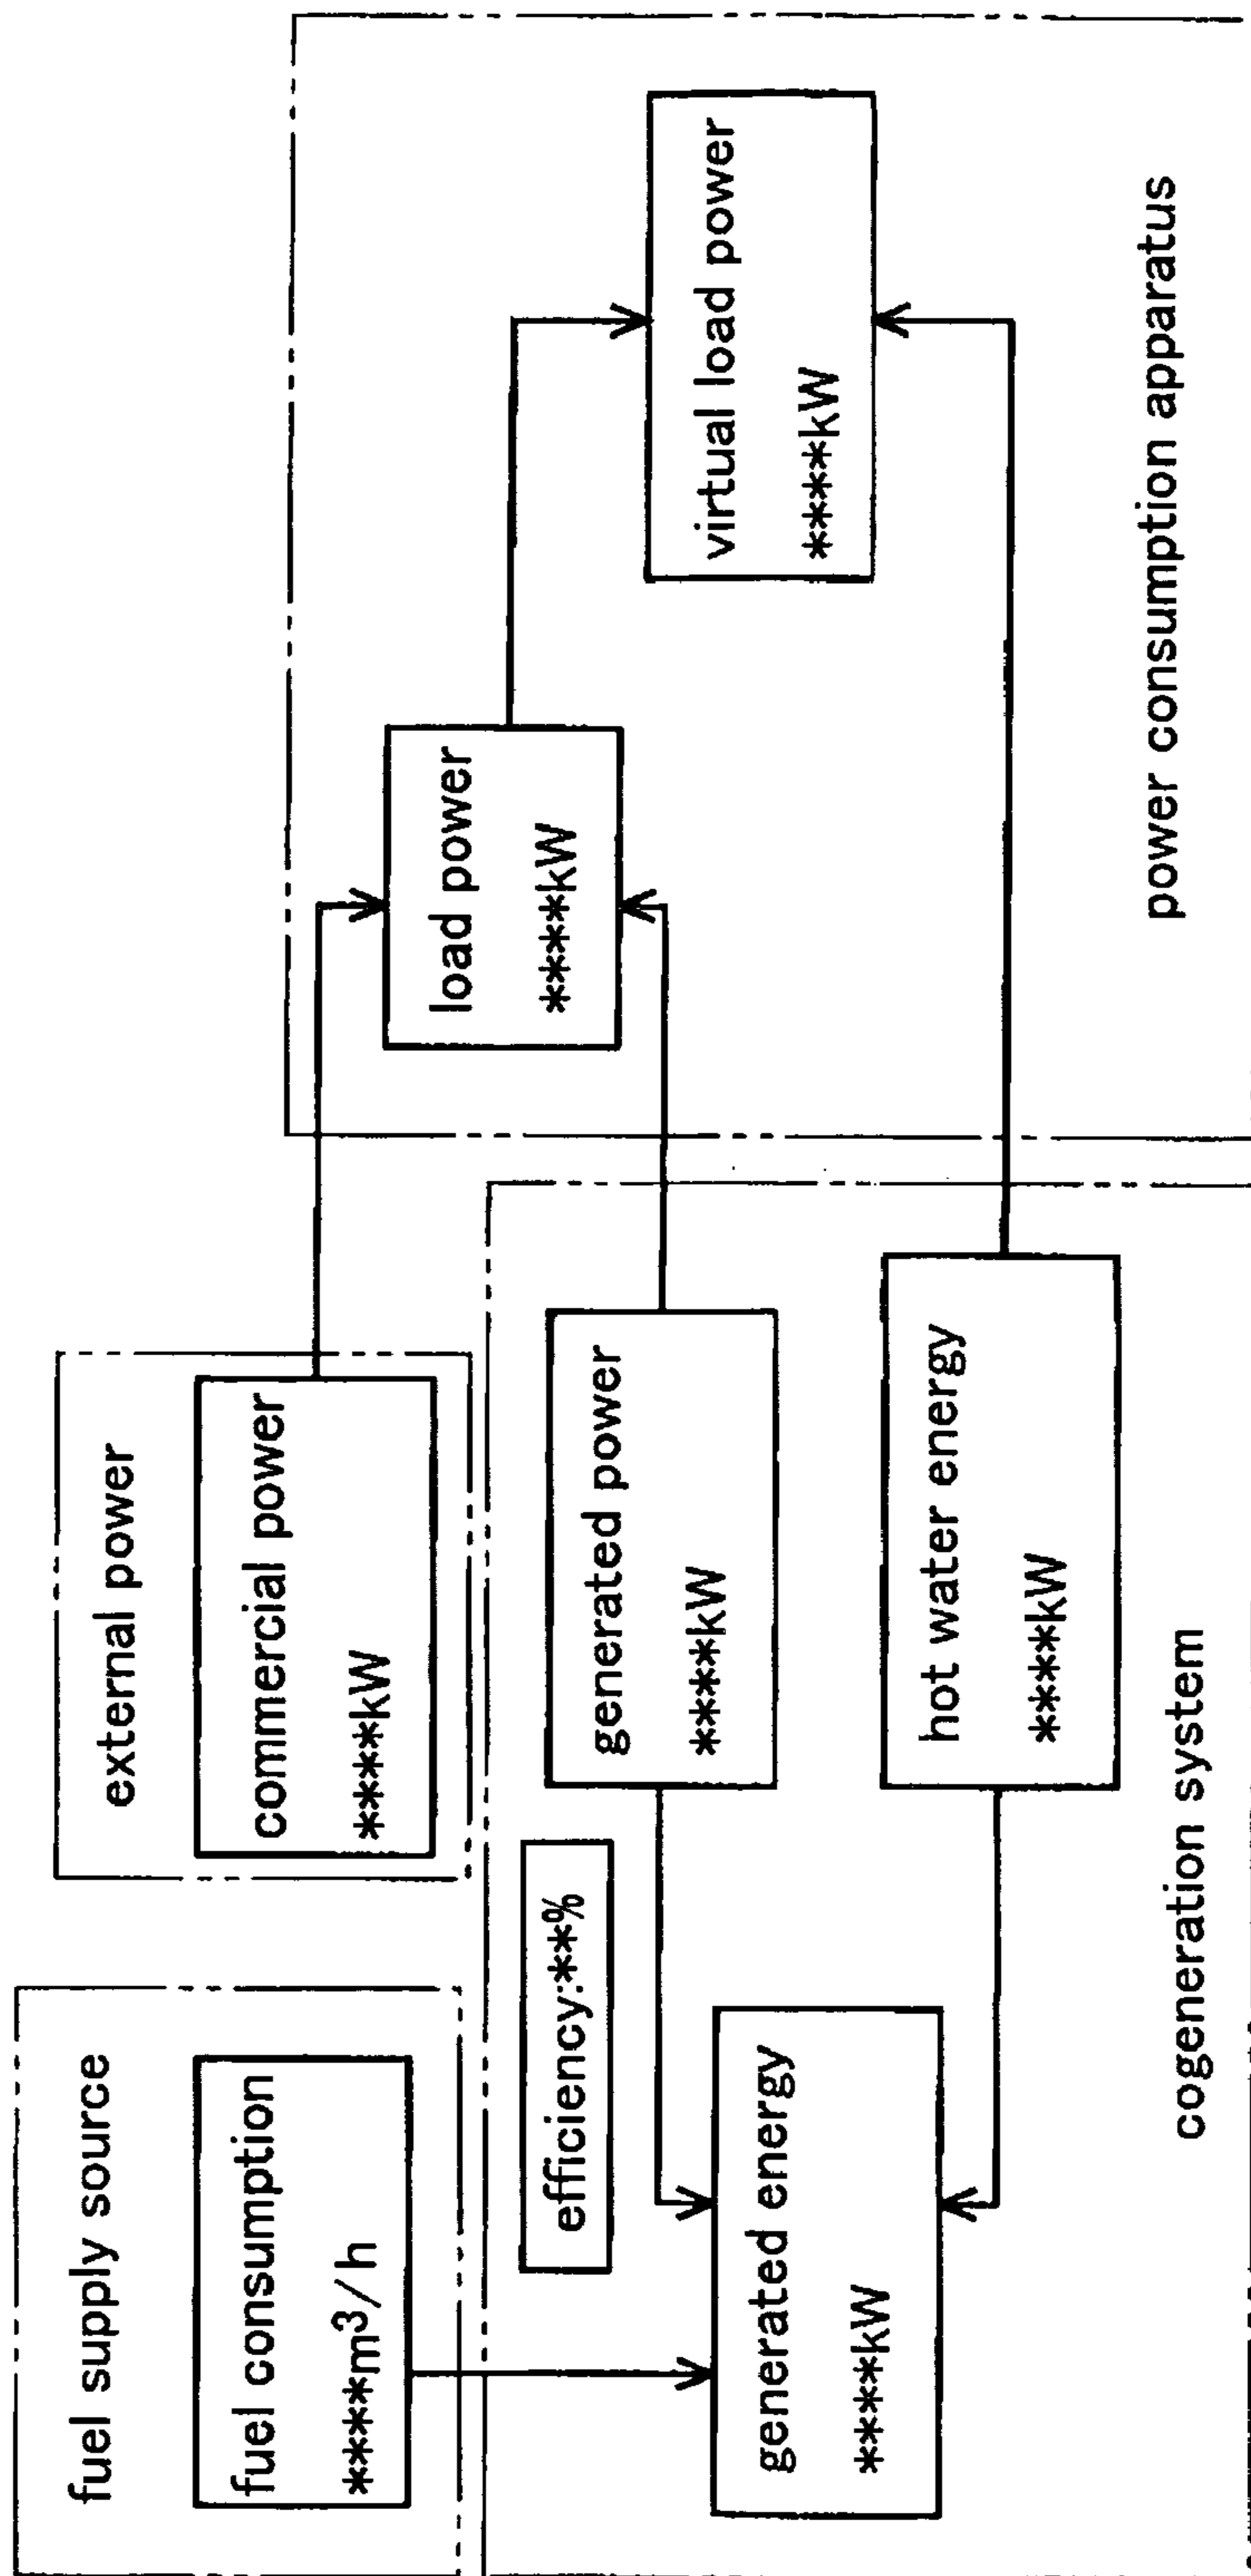 fuel supply source
fuel consumption
****m³/h
external power
commercial power
****kW
efficiency:**%
generated energy
****kW
generated power
****kW
hot water energy
****kW
cogeneration system
load power
****kW
virtual load power
****kW
power consumption apparatus